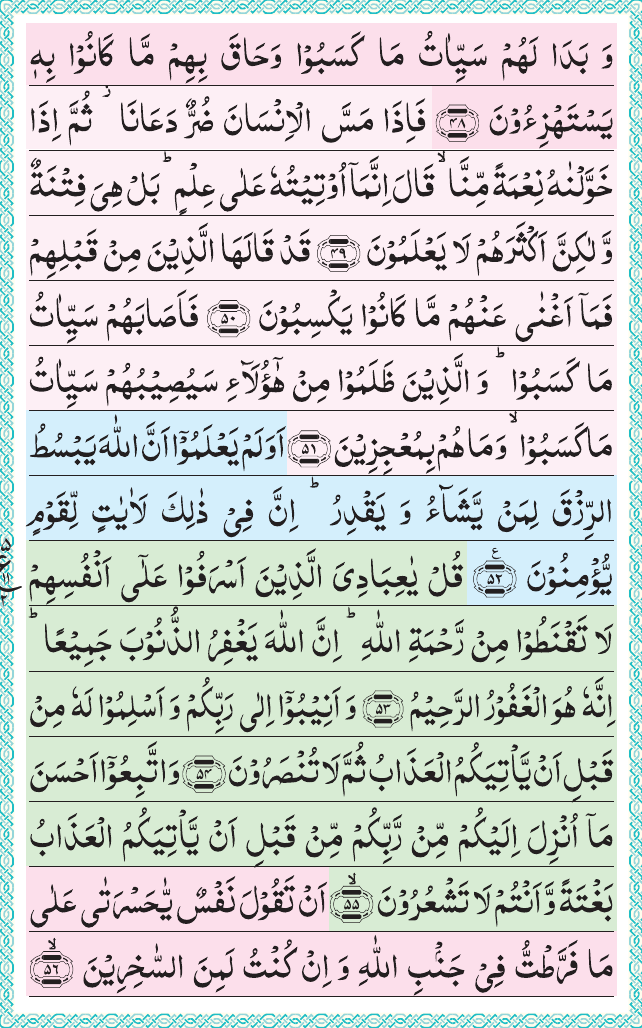 وَ بَدَا لَهُمْ سَيِّاٰتُ مَا كَسَبُوْا وَحَاقَ بِهِمْ مَّا كَانُوْا بِهٖ
يَسْتَهْزِءُوْنَ ۴۸ فَاِذَا مَسَّ الْاِنْسَانَ ضُرٌّ دَعَانَا ؗ ثُمَّ اِذَا
خَوَّلْنٰهُ نِعْمَةً مِّنَّا ۙ قَالَ اِنَّمَاۤ اُوْتِيْتُهٗ عَلٰى عِلْمٍ ؕ بَلْ هِىَ فِتْنَةٌ
وَّ لٰكِنَّ اَكْثَرَهُمْ لَا يَعْلَمُوْنَ ۴۹ قَدْ قَالَهَا الَّذِيْنَ مِنْ قَبْلِهِمْ
فَمَاۤ اَغْنٰى عَنْهُمْ مَّا كَانُوْا يَكْسِبُوْنَ ۵۰ فَاَصَابَهُمْ سَيِّاٰتُ
مَا كَسَبُوْا ؕ وَ الَّذِيْنَ ظَلَمُوْا مِنْ هٰۤؤُلَآءِ سَيُصِيْبُهُمْ سَيِّاٰتُ
مَا كَسَبُوْا ۙ وَمَا هُمْ بِمُعْجِزِيْنَ ۵۱ اَوَلَمْ يَعْلَمُوْۤا اَنَّ اللّٰهَ يَبْسُطُ
الرِّزْقَ لِمَنْ يَّشَآءُ وَ يَقْدِرُ ؕ اِنَّ فِىْ ذٰلِكَ لَاٰيٰتٍ لِّقَوْمٍ
يُّؤْمِنُوْنَ ۵۲ ع قُلْ يٰعِبَادِىَ الَّذِيْنَ اَسْرَفُوْا عَلٰٓى اَنْفُسِهِمْ
لَا تَقْنَطُوْا مِنْ رَّحْمَةِ اللّٰهِ ؕ اِنَّ اللّٰهَ يَغْفِرُ الذُّنُوْبَ جَمِيْعًا ؕ
اِنَّهٗ هُوَ الْغَفُوْرُ الرَّحِيْمُ ۵۳ وَ اَنِيْبُوْۤا اِلٰى رَبِّكُمْ وَ اَسْلِمُوْا لَهٗ مِنْ
قَبْلِ اَنْ يَّاْتِيَكُمُ الْعَذَابُ ثُمَّ لَا تُنْصَرُوْنَ ۵۴ وَ اتَّبِعُوْۤا اَحْسَنَ
مَاۤ اُنْزِلَ اِلَيْكُمْ مِّنْ رَّبِّكُمْ مِّنْ قَبْلِ اَنْ يَّاْتِيَكُمُ الْعَذَابُ
بَغْتَةً وَّ اَنْتُمْ لَا تَشْعُرُوْنَ ۙ ۵۵ اَنْ تَقُوْلَ نَفْسٌ يّٰحَسْرَتٰى عَلٰى
مَا فَرَّطْتُّ فِىْ جَنْۢبِ اللّٰهِ وَ اِنْ كُنْتُ لَمِنَ السّٰخِرِيْنَ ۙ ۵۶